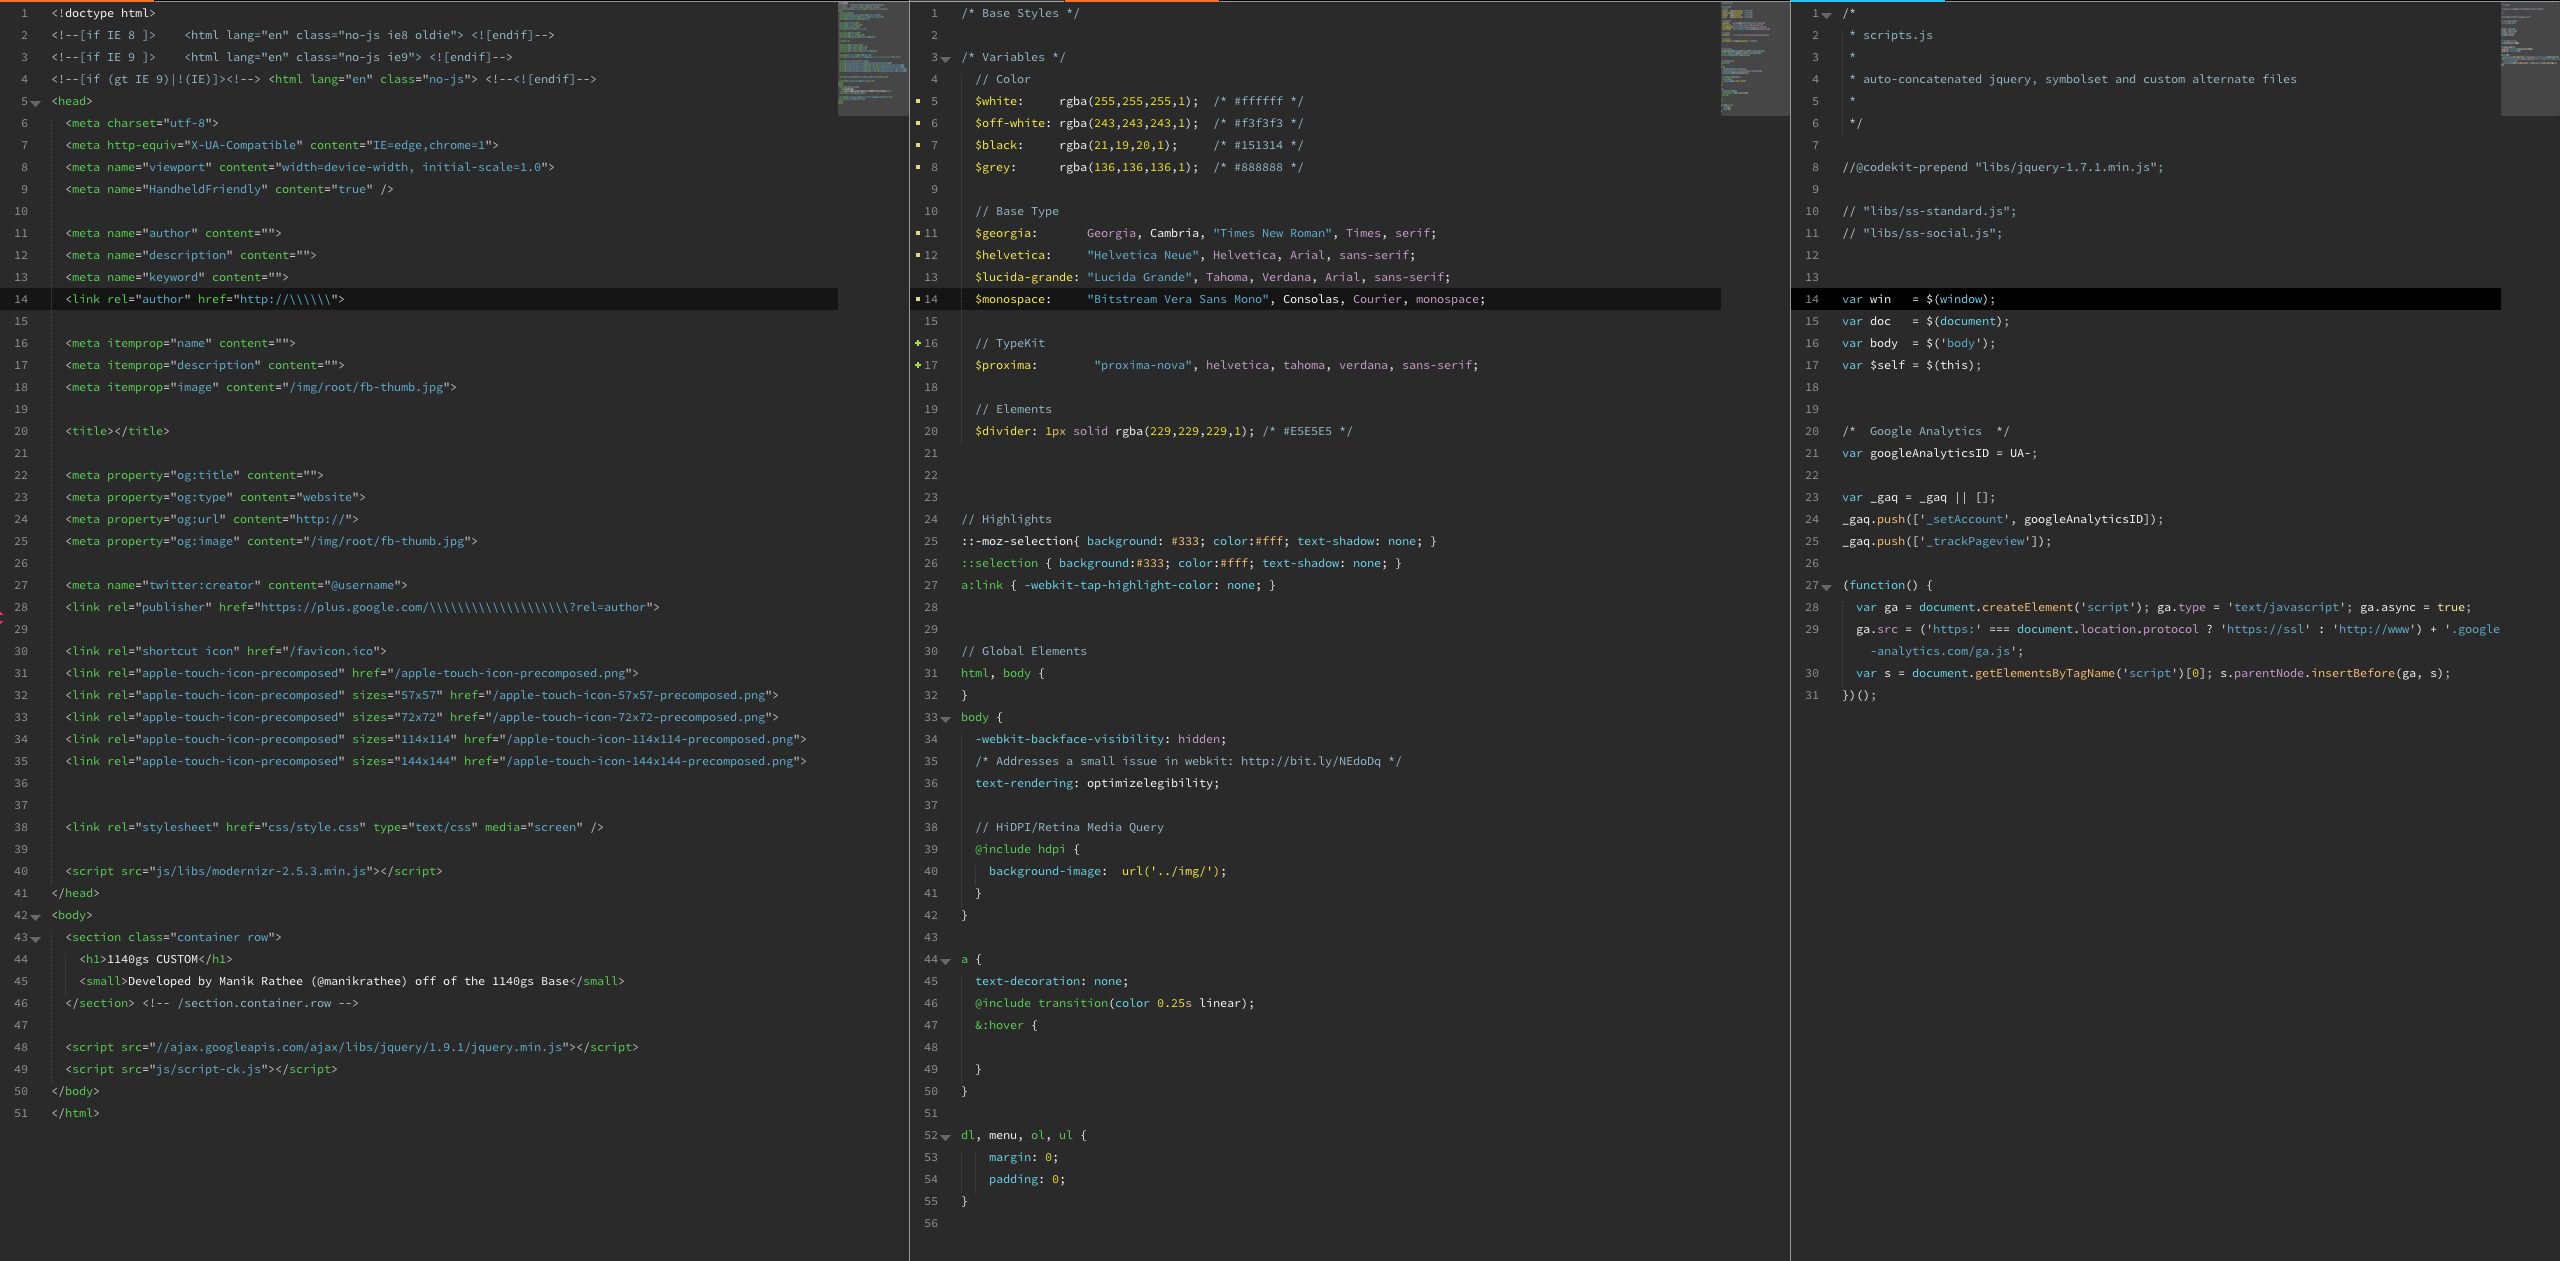 1 <!doctype html>
2 <!--[if IE 8 ]>    <html lang="en" class="no-js ie8 oldie"> <![endif]-->
3 <!--[if IE 9 ]>    <html lang="en" class="no-js ie9"> <![endif]-->
4 <!--[if (gt IE 9)|!(IE)]><!--> <html lang="en" class="no-js"> <!--<![endif]-->
5 <head>
6 <meta charset="utf-8">
7 <meta http-equiv="X-UA-Compatible" content="IE=edge,chrome=1">
8 <meta name="viewport" content="width=device-width, initial-scale=1.0">
9 <meta name="HandheldFriendly" content="true" />
10
11 <meta name="author" content="">
12 <meta name="description" content="">
13 <meta name="keyword" content="">
14 <link rel="author" href="http://\\\\\\">
15
16 <meta itemprop="name" content="">
17 <meta itemprop="description" content="">
18 <meta itemprop="image" content="/img/root/fb-thumb.jpg">
19
20 <title></title>
21
22 <meta property="og:title" content="">
23 <meta property="og:type" content="website">
24 <meta property="og:url" content="http://">
25 <meta property="og:image" content="/img/root/fb-thumb.jpg">
26
27 <meta name="twitter:creator" content="@username">
28 <link rel="publisher" href="https://plus.google.com/\\\\\\\\\\\\\\\\\\\\?rel=author">
29
30 <link rel="shortcut icon" href="/favicon.ico">
31 <link rel="apple-touch-icon-precomposed" href="/apple-touch-icon-precomposed.png">
32 <link rel="apple-touch-icon-precomposed" sizes="57x57" href="/apple-touch-icon-57x57-precomposed.png">
33 <link rel="apple-touch-icon-precomposed" sizes="72x72" href="/apple-touch-icon-72x72-precomposed.png">
34 <link rel="apple-touch-icon-precomposed" sizes="114x114" href="/apple-touch-icon-114x114-precomposed.png">
35 <link rel="apple-touch-icon-precomposed" sizes="144x144" href="/apple-touch-icon-144x144-precomposed.png">
36
37
38 <link rel="stylesheet" href="css/style.css" type="text/css" media="screen" />
39
40 <script src="js/libs/modernizr-2.5.3.min.js"></script>
41 </head>
42 <body>
43 <section class="container row">
44 <h1>1140gs CUSTOM</h1>
45 <small>Developed by Manik Rathee (@manikrathee) off of the 1140gs Base</small>
46 </section> <!-- /section.container.row -->
47
48 <script src="//ajax.googleapis.com/ajax/libs/jquery/1.9.1/jquery.min.js"></script>
49 <script src="js/script-ck.js"></script>
50 </body>
51 </html>
1 /* Base Styles */
2
3 /* Variables */
4 // Color
5 $white:     rgba(255,255,255,1);  /* #ffffff */
6 $off-white: rgba(243,243,243,1);  /* #f3f3f3 */
7 $black:     rgba(21,19,20,1);     /* #151314 */
8 $grey:      rgba(136,136,136,1);  /* #888888 */
9
10 // Base Type
11 $georgia:       Georgia, Cambria, "Times New Roman", Times, serif;
12 $helvetica:     "Helvetica Neue", Helvetica, Arial, sans-serif;
13 $lucida-grande: "Lucida Grande", Tahoma, Verdana, Arial, sans-serif;
14 $monospace:     "Bitstream Vera Sans Mono", Consolas, Courier, monospace;
15
16 // TypeKit
17 $proxima:        "proxima-nova", helvetica, tahoma, verdana, sans-serif;
18
19 // Elements
20 $divider: 1px solid rgba(229,229,229,1); /* #E5E5E5 */
21
22
23
24 // Highlights
25 ::-moz-selection{ background: #333; color:#fff; text-shadow: none; }
26 ::selection { background:#333; color:#fff; text-shadow: none; }
27 a:link { -webkit-tap-highlight-color: none; }
28
29
30 // Global Elements
31 html, body {
32 }
33 body {
34 -webkit-backface-visibility: hidden;
35 /* Addresses a small issue in webkit: http://bit.ly/NEdoDq */
36 text-rendering: optimizelegibility;
37
38 // HiDPI/Retina Media Query
39 @include hdpi {
40 background-image:  url('../img/');
41 }
42 }
43
44 a {
45 text-decoration: none;
46 @include transition(color 0.25s linear);
47 &:hover {
48
49 }
50 }
51
52 dl, menu, ol, ul {
53 margin: 0;
54 padding: 0;
55 }
56
1 /*
2 * scripts.js
3 *
4 * auto-concatenated jquery, symbolset and custom alternate files
5 *
6 */
7
8 //@codekit-prepend "libs/jquery-1.7.1.min.js";
9
10 // "libs/ss-standard.js";
11 // "libs/ss-social.js";
12
13
14 var win   = $(window);
15 var doc   = $(document);
16 var body  = $('body');
17 var $self = $(this);
18
19
20 /*  Google Analytics  */
21 var googleAnalyticsID = UA-;
22
23 var _gaq = _gaq || [];
24 _gaq.push(['_setAccount', googleAnalyticsID]);
25 _gaq.push(['_trackPageview']);
26
27 (function() {
28 var ga = document.createElement('script'); ga.type = 'text/javascript'; ga.async = true;
29 ga.src = ('https:' === document.location.protocol ? 'https://ssl' : 'http://www') + '.google
-analytics.com/ga.js';
30 var s = document.getElementsByTagName('script')[0]; s.parentNode.insertBefore(ga, s);
31 })();